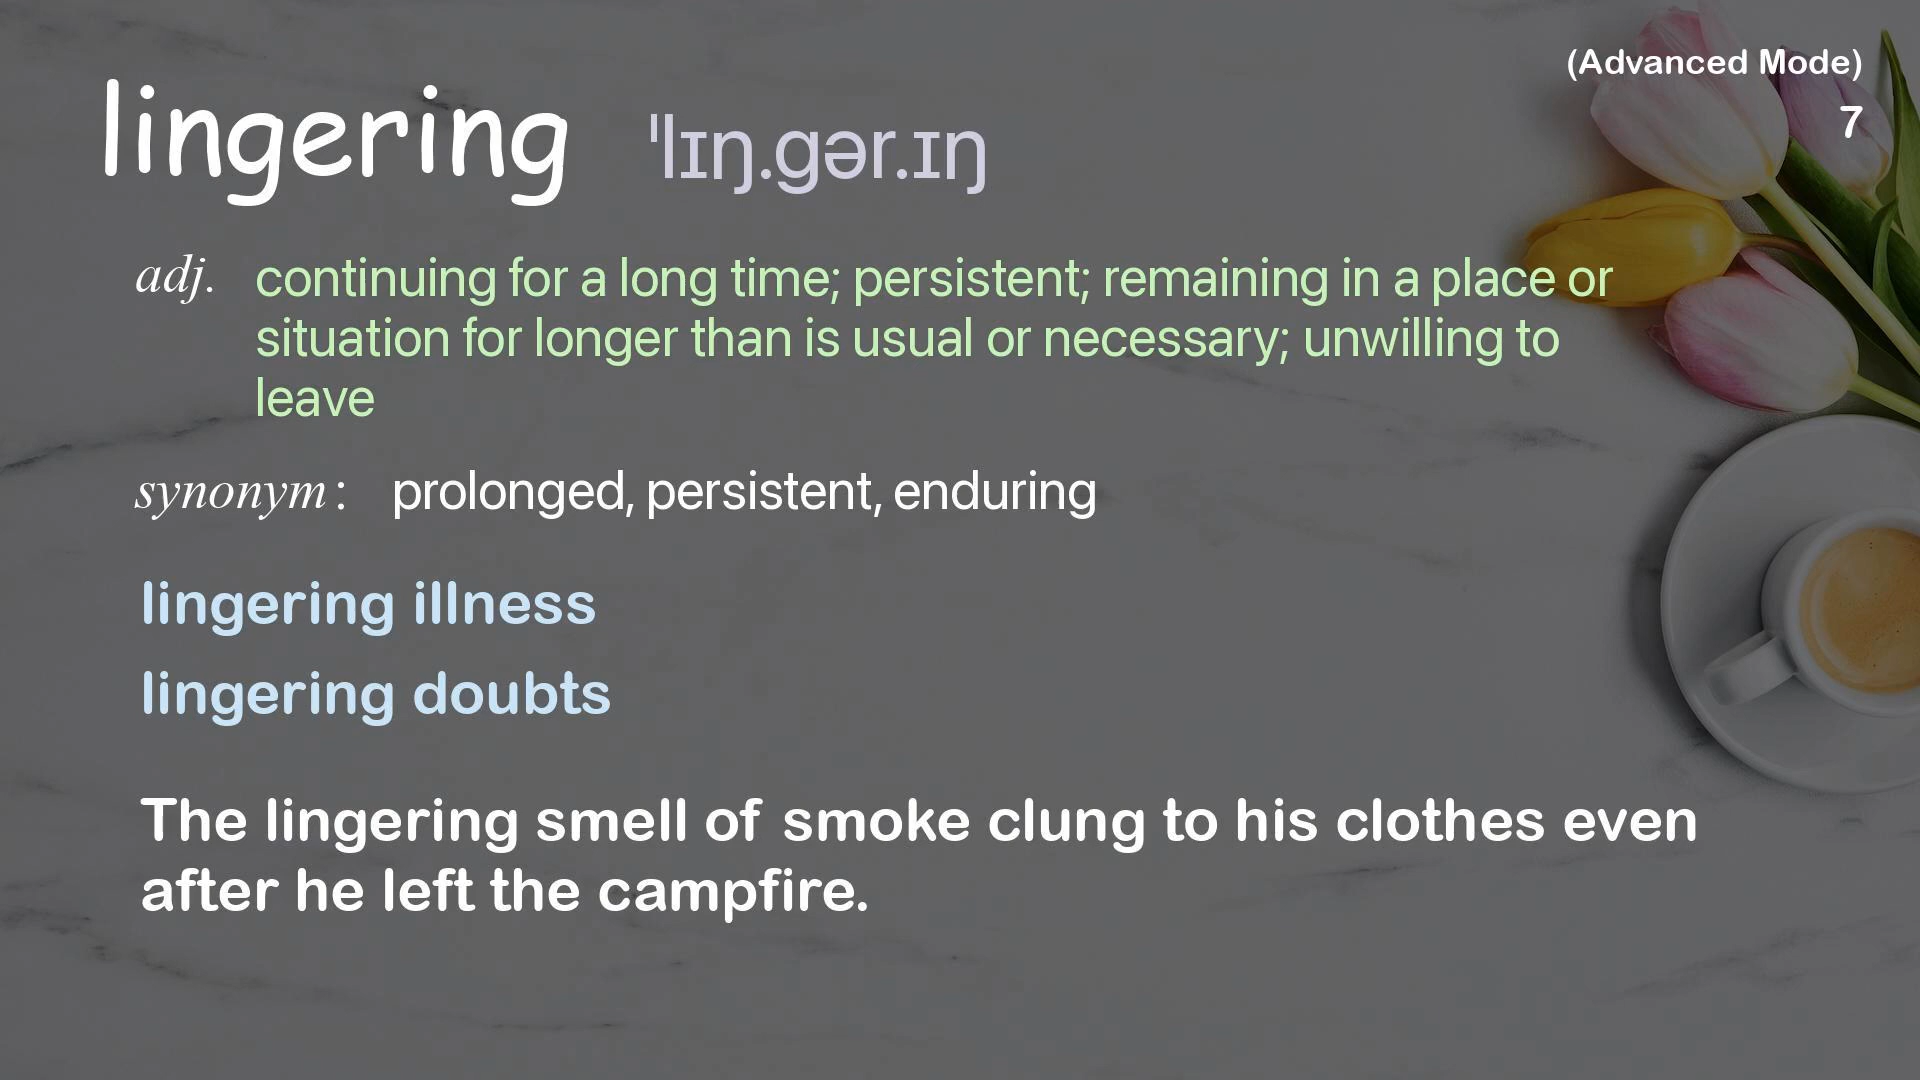 (Advanced Mode)
7
lingering ˈlɪŋ.gər.ɪŋ
adj. continuing for a long time; persistent; remaining in a place or
situation for longer than is usual or necessary; unwilling to
leave
synonym : prolonged, persistent, enduring
lingering illness
lingering doubts
The lingering smell of smoke clung to his clothes even
after he left the campfire.